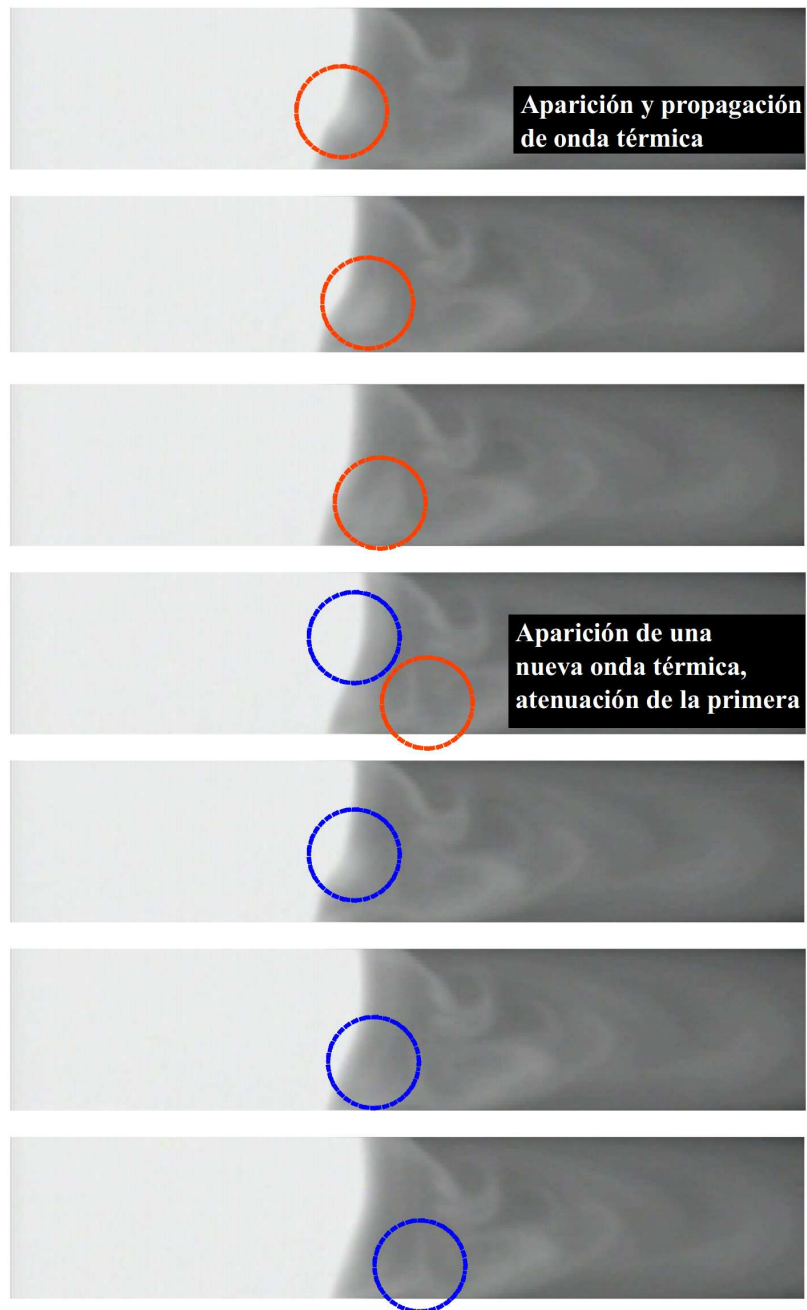 Aparición y propagación
de onda térmica
Aparición de una
nueva onda térmica,
atenuación de la primera